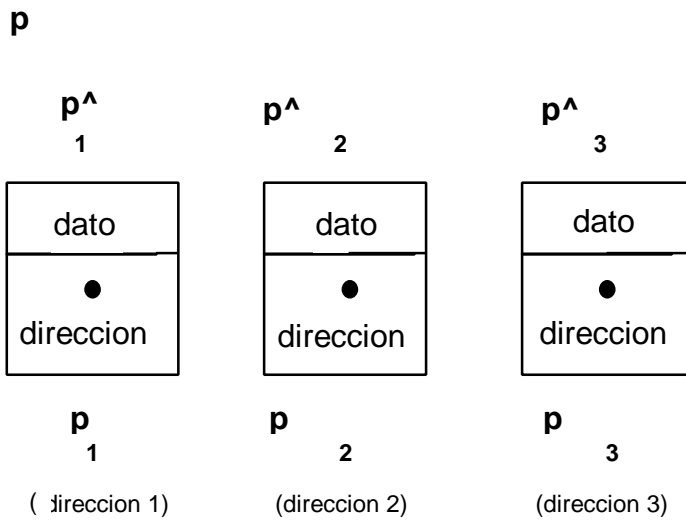 p
p^ p^ p^
1 2 3
dato dato dato
direccion direccion direccion
p p p
1 2 3
( direccion 1) (direccion 2) (direccion 3)